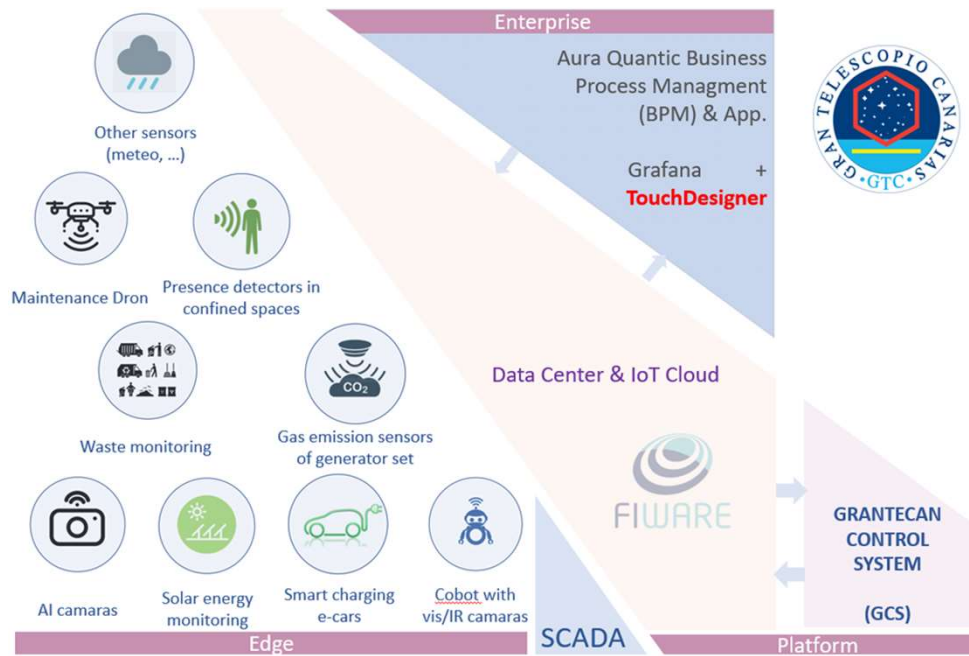 Enterprise
Aura Quantic Business
Process Managment
(BPM) & App.
Grafana +
TouchDesigner
GRAN TELESCOPIO CANARIAS
·GTC·
Other sensors
(meteo, ...)
Maintenance Dron
Presence detectors in
confined spaces
Waste monitoring
CO2
Gas emission sensors
of generator set
Data Center & IoT Cloud
FIWARE
AI camaras
Solar energy
monitoring
Smart charging
e-cars
Cobot with
vis/IR camaras
GRANTECAN
CONTROL
SYSTEM
(GCS)
Edge
SCADA
Platform